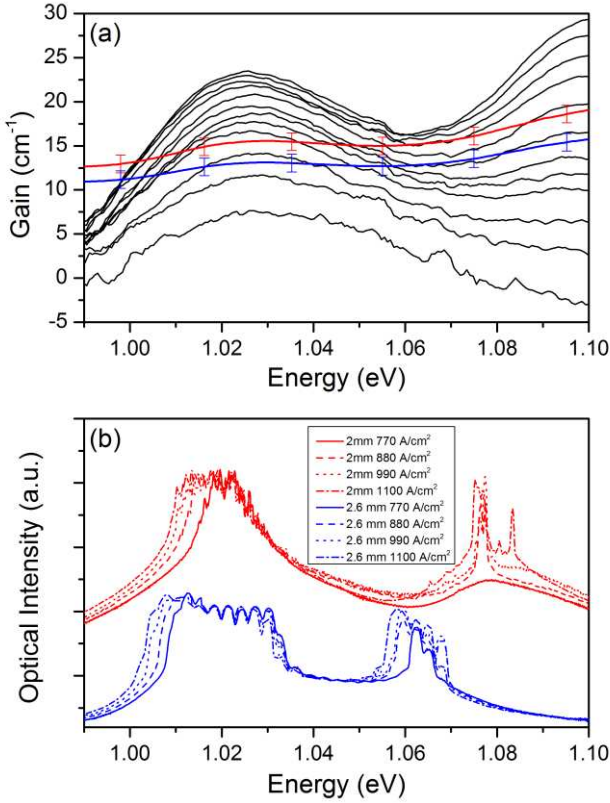 (a)
30
25
20
15
10
5
0
-5
Gain (cm⁻¹)
1.00 1.02 1.04 1.06 1.08 1.10
Energy (eV)
(b)
2mm 770 A/cm²
2mm 880 A/cm²
2mm 990 A/cm²
2mm 1100 A/cm²
2.6 mm 770 A/cm²
2.6 mm 880 A/cm²
2.6 mm 990 A/cm²
2.6 mm 1100 A/cm²
Optical Intensity (a.u.)
1.00 1.02 1.04 1.06 1.08 1.10
Energy (eV)